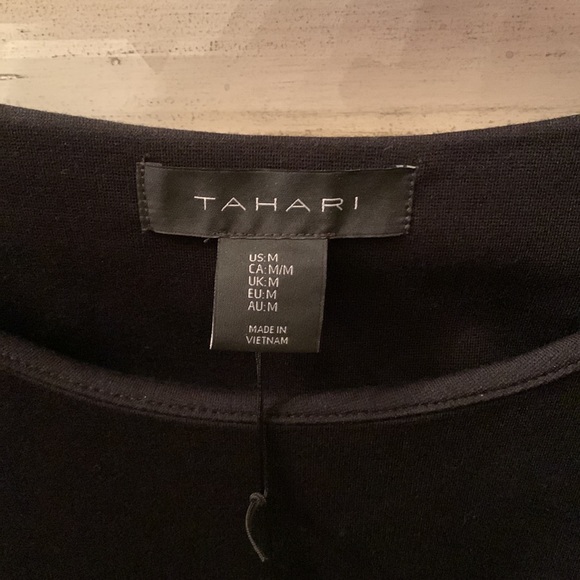 TAHARI
US:M
CA:M/M
UK:M
EU:M
AU:M
MADE IN
VIETNAM